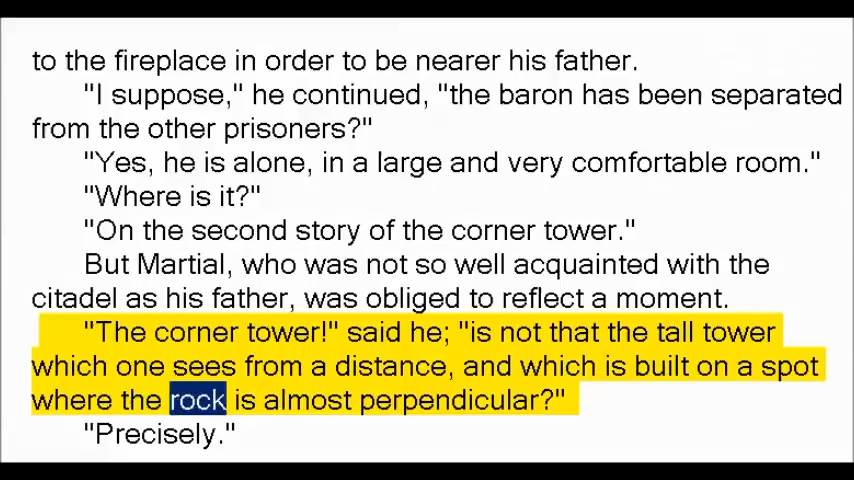 to the fireplace in order to be nearer his father.
"I suppose," he continued, "the baron has been separated
from the other prisoners?"
"Yes, he is alone, in a large and very comfortable room."
"Where is it?"
"On the second story of the corner tower."
But Martial, who was not so well acquainted with the
citadel as his father, was obliged to reflect a moment.
"The corner tower!" said he; "is not that the tall tower
which one sees from a distance, and which is built on a spot
where the rock is almost perpendicular?"
"Precisely."